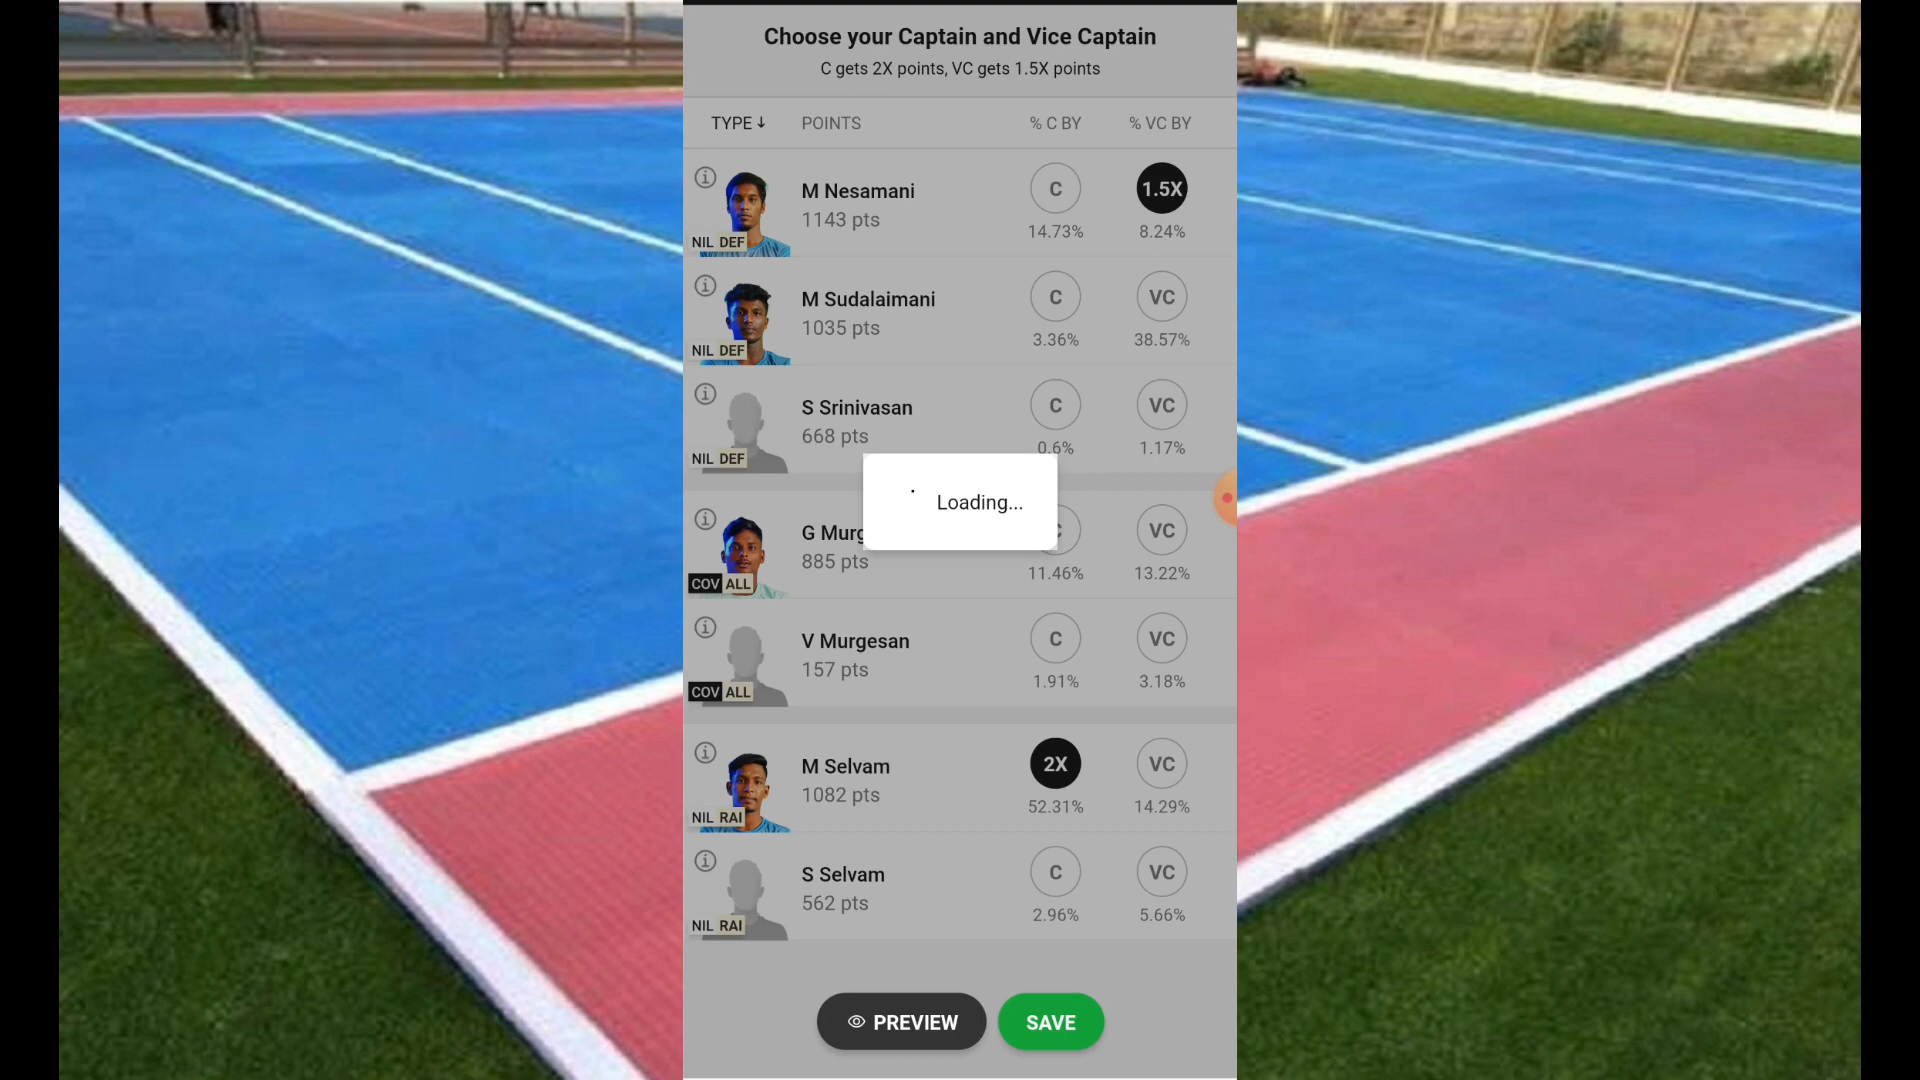 Choose your Captain and Vice Captain
C gets 2X points, VC gets 1.5X points
TYPE POINTS % C BY % VC BY
M Nesamani C 1.5X
1143 pts 14.73% 8.24%
NIL DEF
M Sudalaimani C VC
1035 pts 3.36% 38.57%
NIL DEF
S Srinivasan C VC
668 pts 0.6% 1.17%
NIL DEF
Loading...
G Murg C VC
885 pts 11.46% 13.22%
COV ALL
V Murgesan C VC
157 pts 1.91% 3.18%
COV ALL
M Selvam 2X VC
1082 pts 52.31% 14.29%
NIL RAI
S Selvam C VC
562 pts 2.96% 5.66%
NIL RAI
PREVIEW SAVE